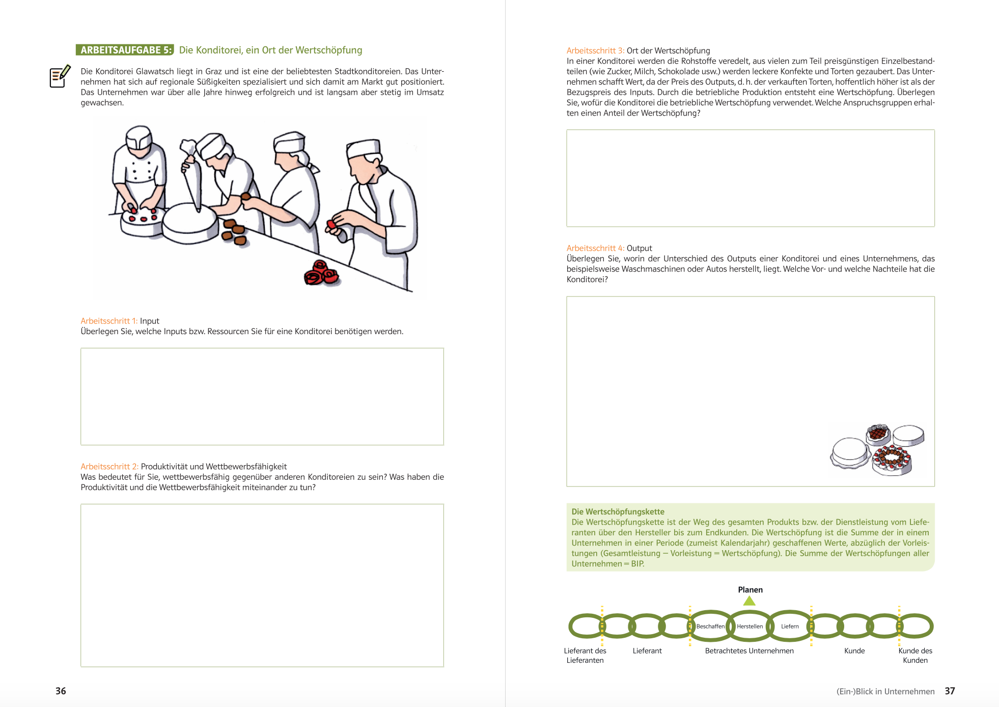 ARBEITSAUFGABE 5: Die Konditorei, ein Ort der Wertschöpfung
Die Konditorei Glawatsch liegt in Graz und ist eine der beliebtesten Stadtkonditoreien. Das Unter-
nehmen hat sich auf regionale Süßigkeiten spezialisiert und sich damit am Markt gut positioniert.
Das Unternehmen war über alle Jahre hinweg erfolgreich und ist langsam aber stetig im Umsatz
gewachsen.
Arbeitsschritt 1: Input
Überlegen Sie, welche Inputs bzw. Ressourcen Sie für eine Konditorei benötigen werden.
Arbeitsschritt 2: Produktivität und Wettbewerbsfähigkeit
Was bedeutet für Sie, wettbewerbsfähig gegenüber anderen Konditoreien zu sein? Was haben die
Produktivität und die Wettbewerbsfähigkeit miteinander zu tun?
36
Arbeitsschritt 3: Ort der Wertschöpfung
In einer Konditorei werden die Rohstoffe veredelt, aus vielen zum Teil preisgünstigen Einzelbestand-
teilen (wie Zucker, Milch, Schokolade usw.) werden leckere Konfekte und Torten gezaubert. Das Unter-
nehmen schafft Wert, da der Preis des Outputs, d. h. der verkauften Torten, hoffentlich höher ist als der
Bezugspreis des Inputs. Durch die betriebliche Produktion entsteht eine Wertschöpfung. Überlegen
Sie, wofür die Konditorei die betriebliche Wertschöpfung verwendet. Welche Anspruchsgruppen erhal-
ten einen Anteil der Wertschöpfung?
Arbeitsschritt 4: Output
Überlegen Sie, worin der Unterschied des Outputs einer Konditorei und eines Unternehmens, das
beispielsweise Waschmaschinen oder Autos herstellt, liegt. Welche Vor- und welche Nachteile hat die
Konditorei?
Die Wertschöpfungskette
Die Wertschöpfungskette ist der Weg des gesamten Produkts bzw. der Dienstleistung vom Liefe-
ranten über den Hersteller bis zum Endkunden. Die Wertschöpfung ist die Summe der in einem
Unternehmen in einer Periode (zumeist Kalendarjahr) geschaffenen Werte, abzüglich der Vorleis-
tungen (Gesamtleistung – Vorleistung = Wertschöpfung). Die Summe der Wertschöpfungen aller
Unternehmen = BIP.
Planen
Beschaffen Herstellen Liefern
Lieferant des Lieferant Betrachtetes Unternehmen Kunde Kunde des
Lieferanten Kunden
(Ein-)Blick in Unternehmen 37